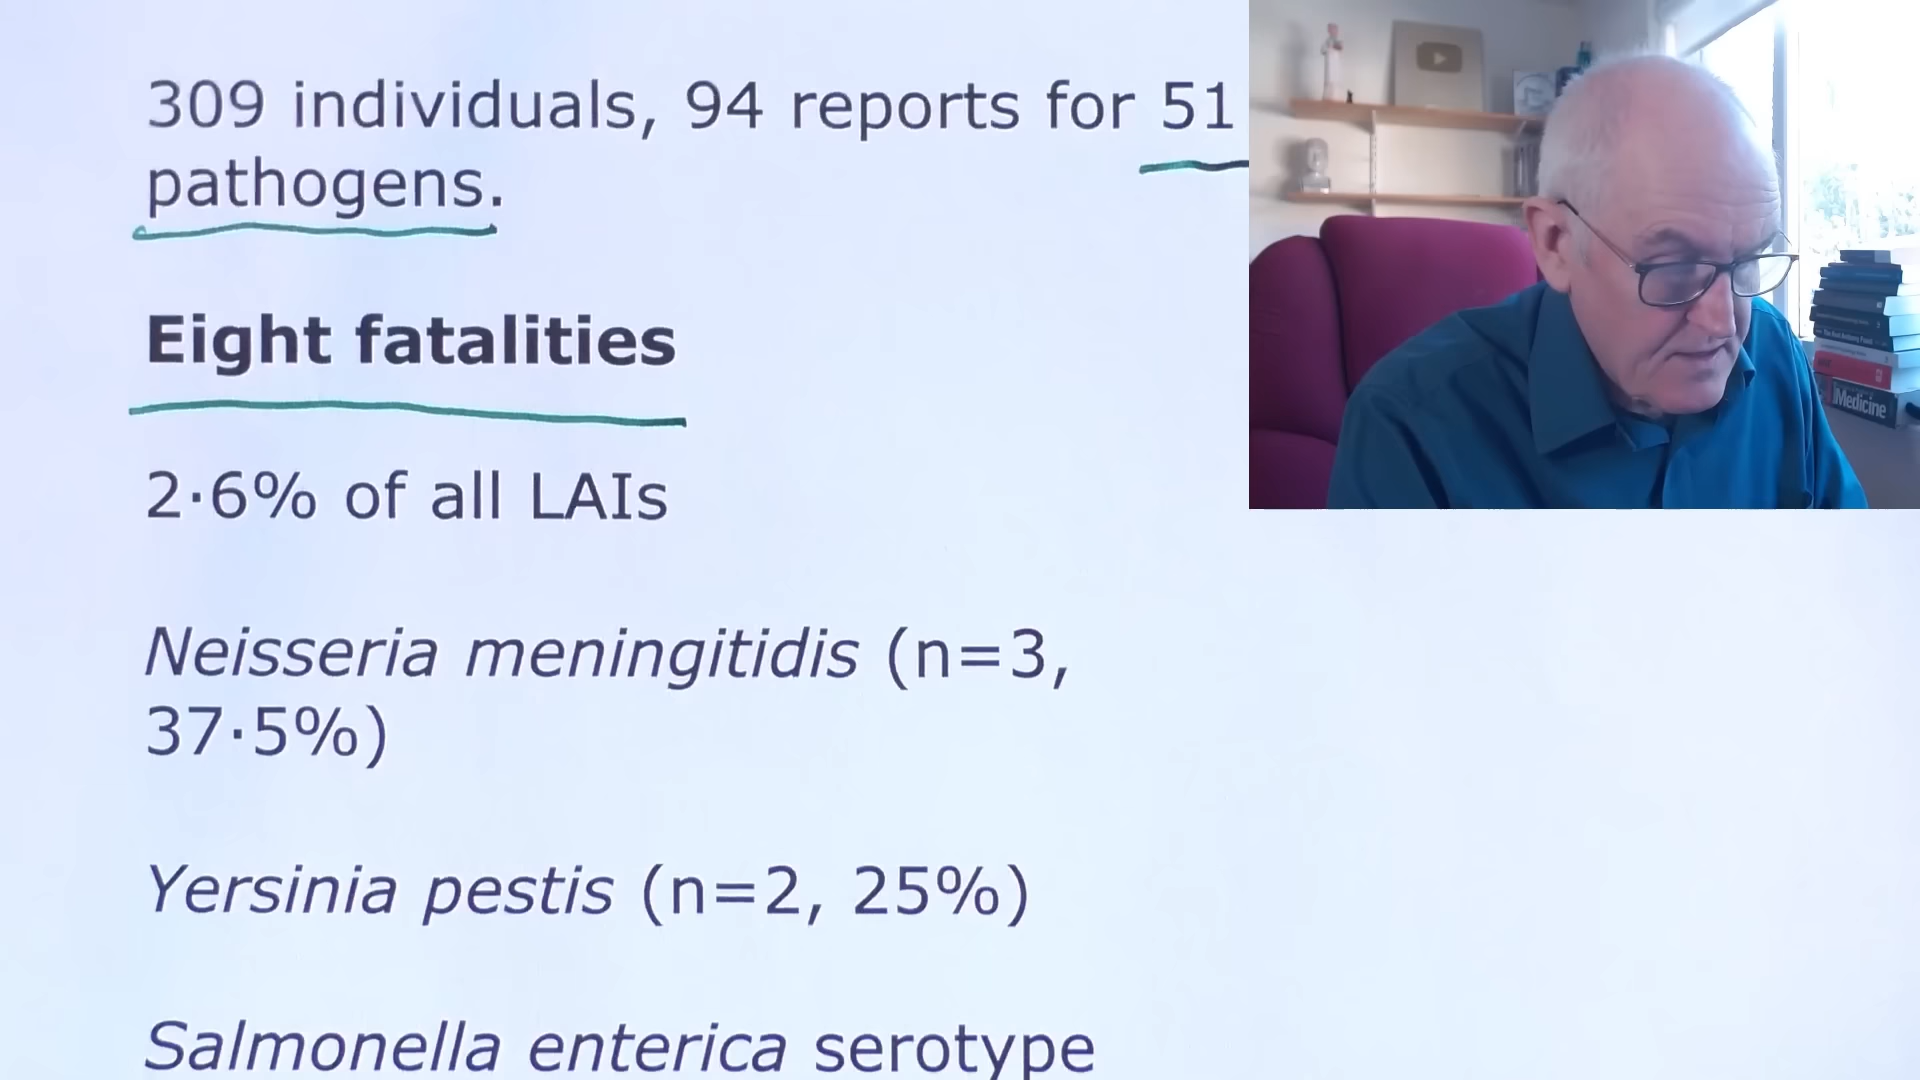 309 individuals, 94 reports for 51
pathogens.
Eight fatalities
2·6% of all LAIs
Neisseria meningitidis (n=3,
37·5%)
Yersinia pestis (n=2, 25%)
Salmonella enterica serotype
Medicine